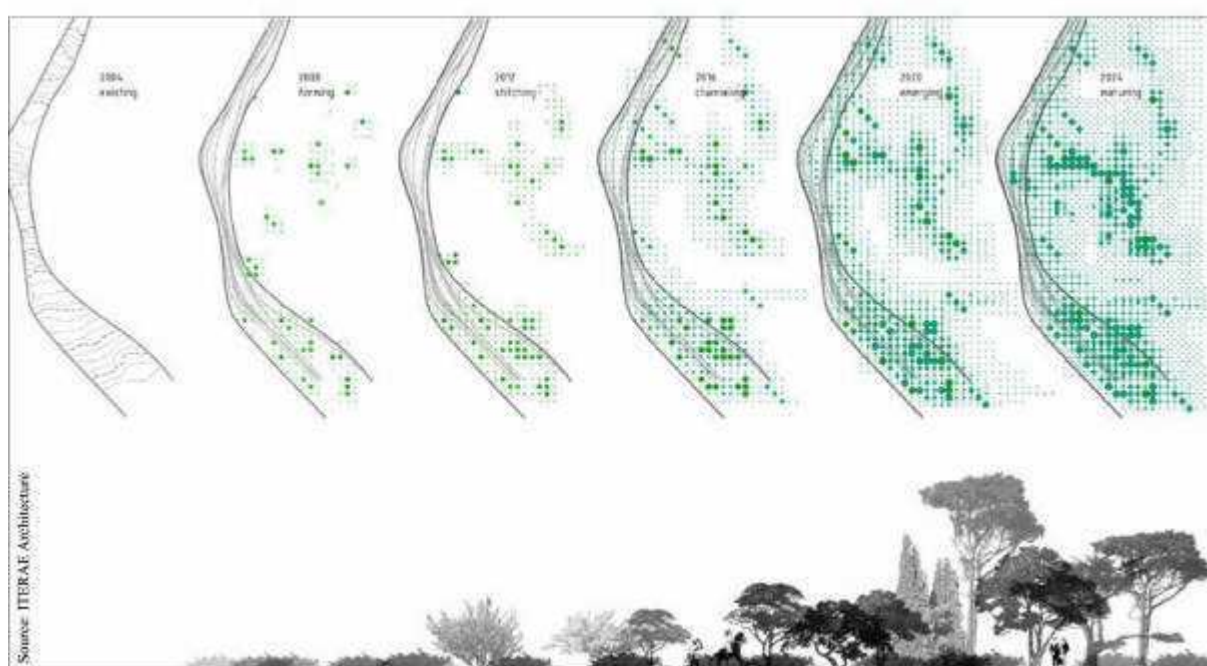 2004
existing
2008
forming
2012
stitching
2016
channeling
2020
emerging
2024
maturing
Source: ITERAE Architecture